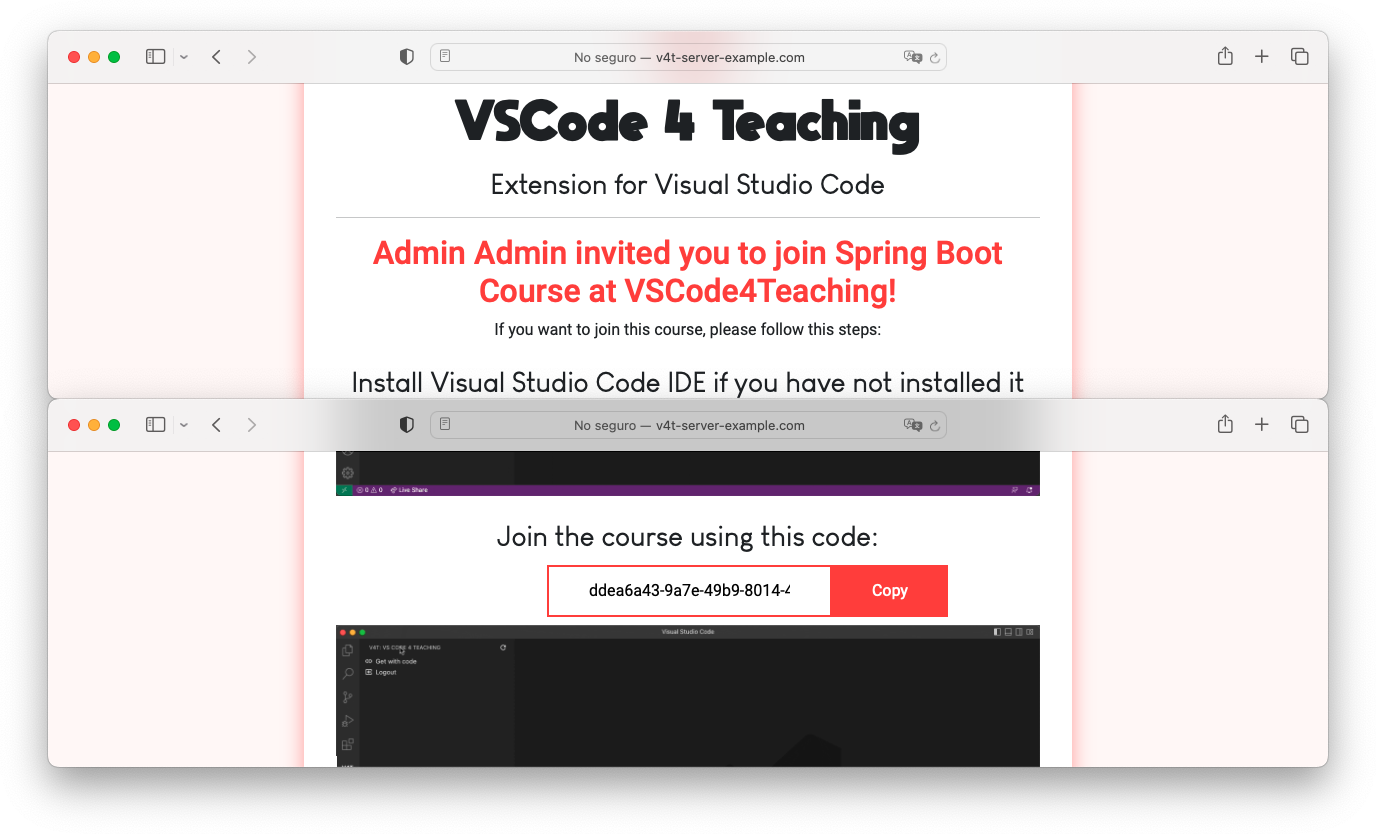 No seguro — v4t-server-example.com
VSCode 4 Teaching
Extension for Visual Studio Code
Admin Admin invited you to join Spring Boot
Course at VSCode4Teaching!
If you want to join this course, please follow this steps:
Install Visual Studio Code IDE if you have not installed it
No seguro — v4t-server-example.com
0 0 Live Share
Join the course using this code:
ddea6a43-9a7e-49b9-8014-4 Copy
Visual Studio Code
V4T: VS CODE 4 TEACHING
Get with code
Logout